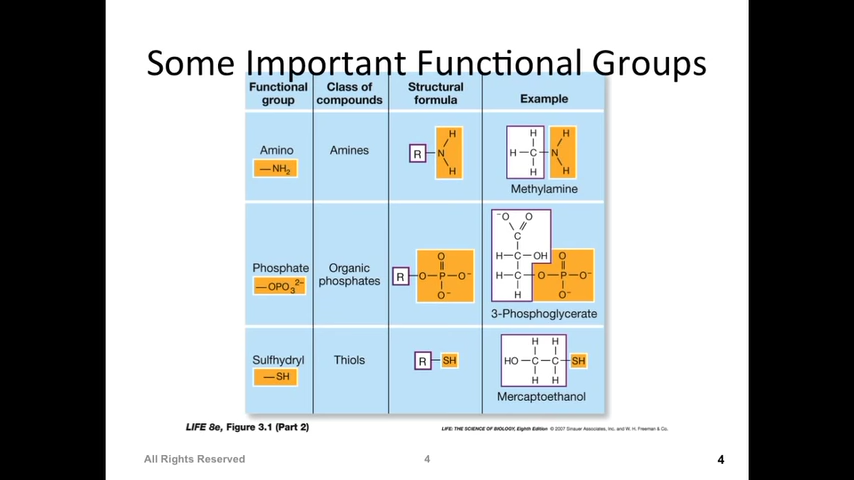 Some Important Functional Groups
Functional group
Class of compounds
Structural formula
Example
Amino
—NH₂
Amines
R—N
H
H
H
H—C—N
H
H
H
Methylamine
Phosphate
—OPO₃²⁻
Organic phosphates
O
R—O—P—O⁻
O⁻
⁻O O
C
H—C—OH O
H—C—O—P—O⁻
H O⁻
3-Phosphoglycerate
Sulfhydryl
—SH
Thiols
R—SH
H H
HO—C—C—SH
H H
Mercaptoethanol
LIFE 8e, Figure 3.1 (Part 2)
LIFE: THE SCIENCE OF BIOLOGY, Eighth Edition © 2007 Sinauer Associates, Inc. and W. H. Freeman & Co.
All Rights Reserved
4
4